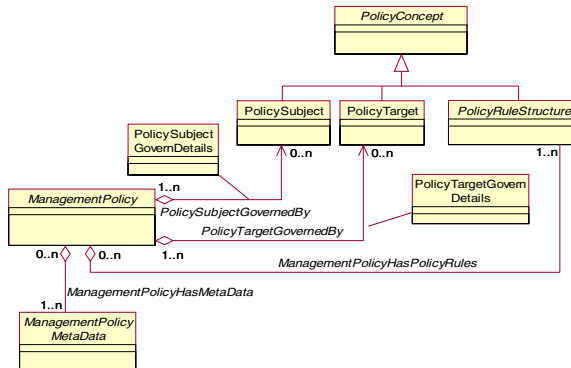 PolicyConcept
PolicySubject
PolicyTarget
PolicyRuleStructure
PolicySubject
GovernDetails
0..n
0..n
1..n
PolicyTargetGovern
Details
1..n
ManagementPolicy
PolicySubjectGovernedBy
PolicyTargetGovernedBy
0..n
0..n
1..n
ManagementPolicyHasPolicyRules
ManagementPolicyHasMetaData
1..n
ManagementPolicy
MetaData